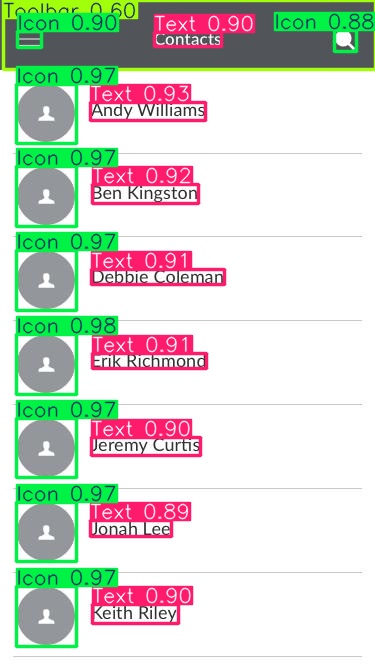 Toolbar 0.60
Icon 0.90
Text 0.90
Icon 0.88
Contacts
Icon 0.97
Text 0.93
Andy Williams
Icon 0.97
Text 0.92
Ben Kingston
Icon 0.97
Text 0.91
Debbie Coleman
Icon 0.98
Text 0.91
Erik Richmond
Icon 0.97
Text 0.90
Jeremy Curtis
Icon 0.97
Text 0.89
Jonah Lee
Icon 0.97
Text 0.90
Keith Riley